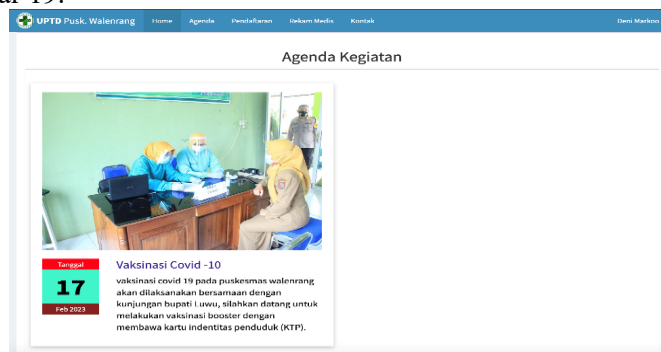 UPTD Pusk. Walenrang Home Agenda Pendaftaran Rekam Medis Kontak Deni Markoo
Agenda Kegiatan
Tanggal
17
Feb 2023
Vaksinasi Covid -10
vaksinasi covid 19 pada puskesmas walenrang
akan dilaksanakan bersamaan dengan
kunjungan bupati Luwu, silahkan datang untuk
melakukan vaksinasi booster dengan
membawa kartu indentitas penduduk (KTP).